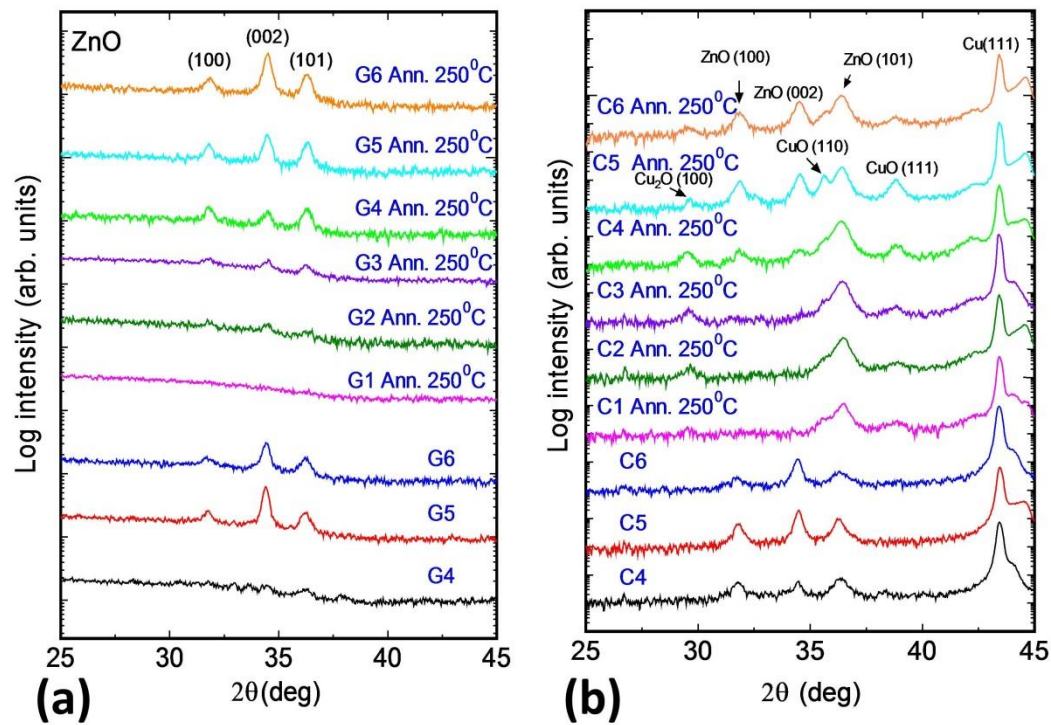 ZnO
(100)
(002)
(101)
G6 Ann. 250⁰C
G5 Ann. 250⁰C
G4 Ann. 250⁰C
G3 Ann. 250⁰C
G2 Ann. 250⁰C
G1 Ann. 250⁰C
G6
G5
G4
Log intensity (arb. units)
25 30 35 40 45
2θ(deg)
(a)
Cu(111)
ZnO (100)
ZnO (101)
ZnO (002)
C6 Ann. 250⁰C
CuO (110)
C5 Ann. 250⁰C
CuO (111)
Cu₂O (100)
C4 Ann. 250⁰C
C3 Ann. 250⁰C
C2 Ann. 250⁰C
C1 Ann. 250⁰C
C6
C5
C4
Log intensity (arb. units)
25 30 35 40 45
2θ (deg)
(b)